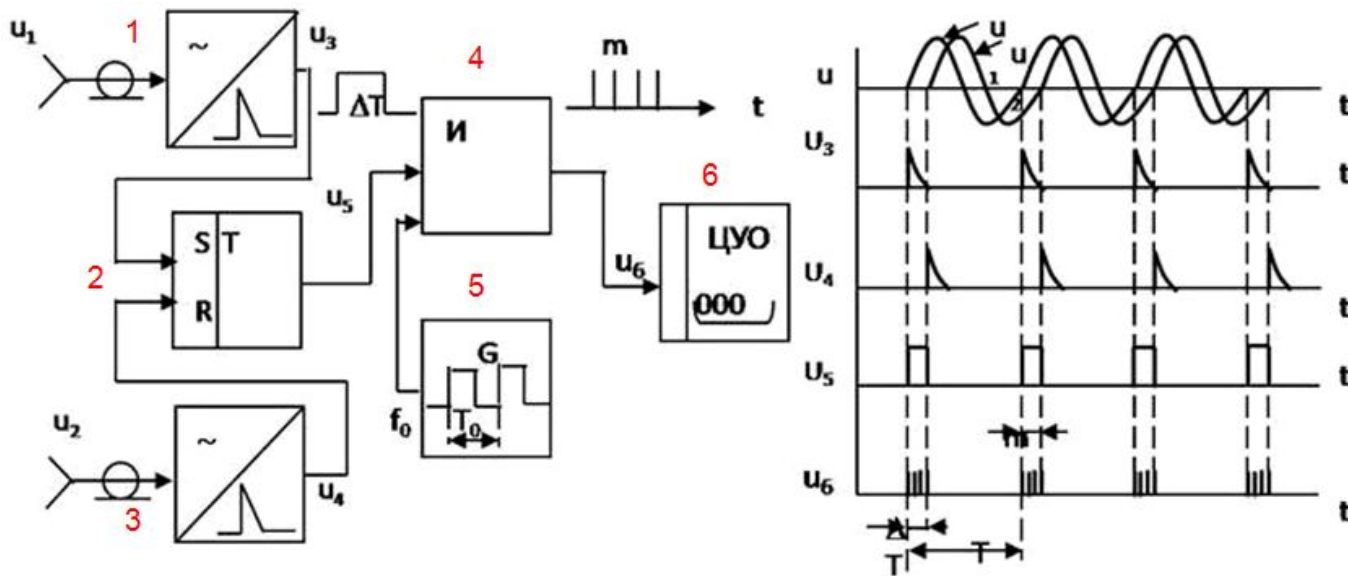 u₁
1
~
u₃
ΔT
4
И
m
t
2
S T
R
u₅
5
G
T₀
f₀
6
ЦУО
000
u₆
u₂
3
~
u₄
u
u
u
1
2
t
U₃
t
U₄
t
U₅
t
m
u₆
t
Δ
T
T